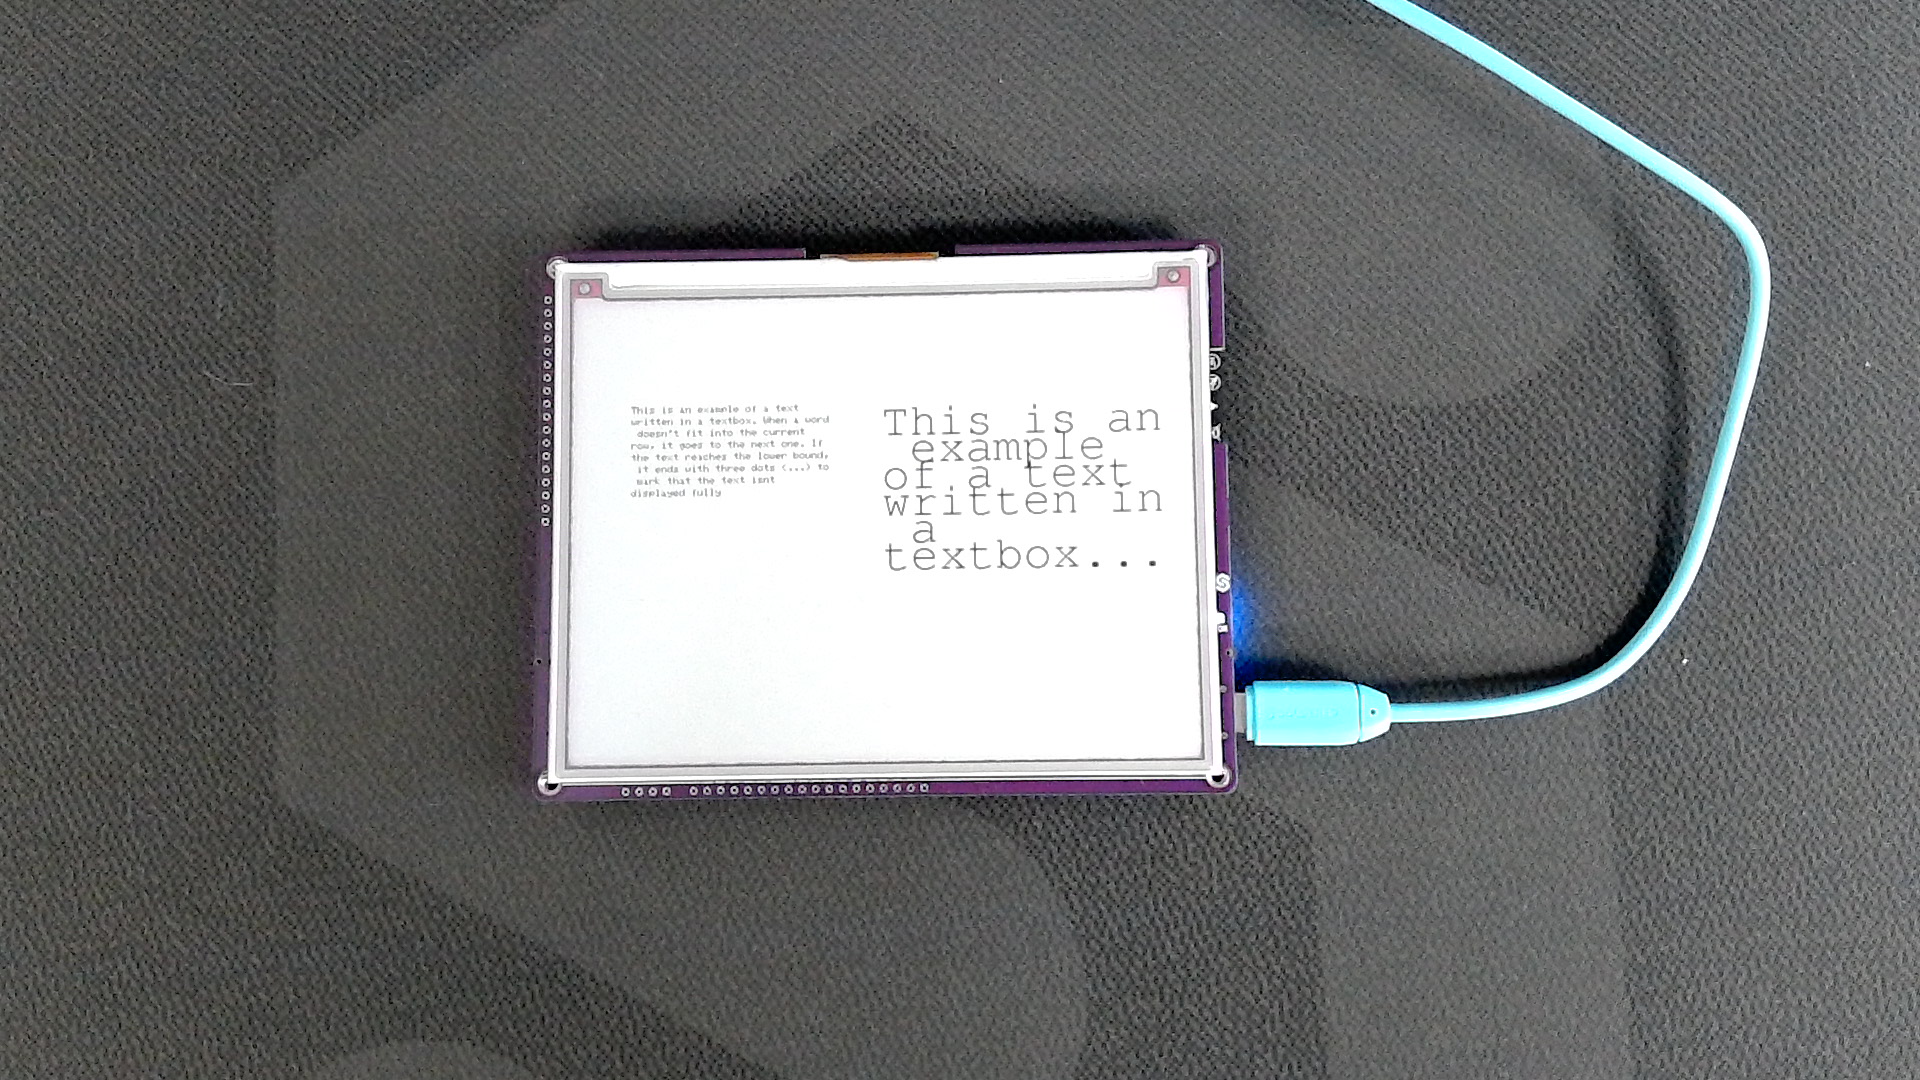 This is an example of a text
written in a textbox. When a word
doesn't fit into the current
row, it goes to the next one. If
the text reaches the lower bound,
it ends with three dots (...) to
mark that the text isnt
displayed fully
This is an
example
of a text
written in
a
textbox...